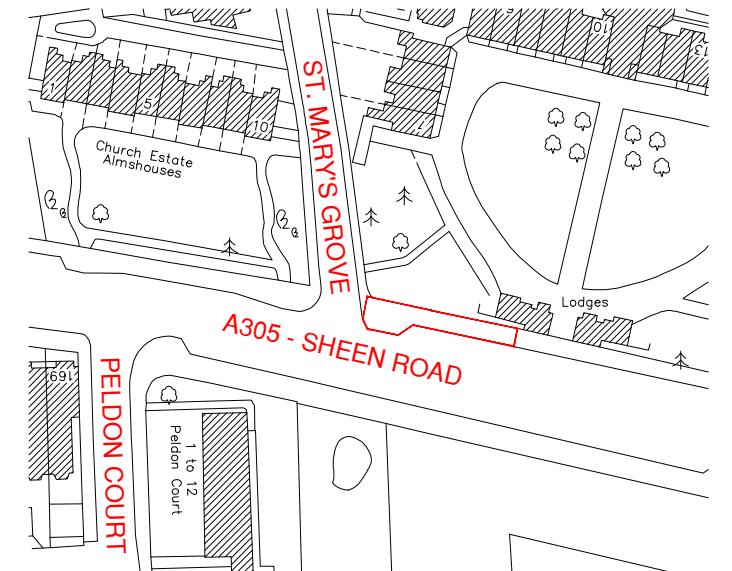 10
13
1
5
10
Church Estate
Almshouses
ST. MARY'S GROVE
Lodges
A305 - SHEEN ROAD
169
PELDON COURT
1 to 12
Peldon Court